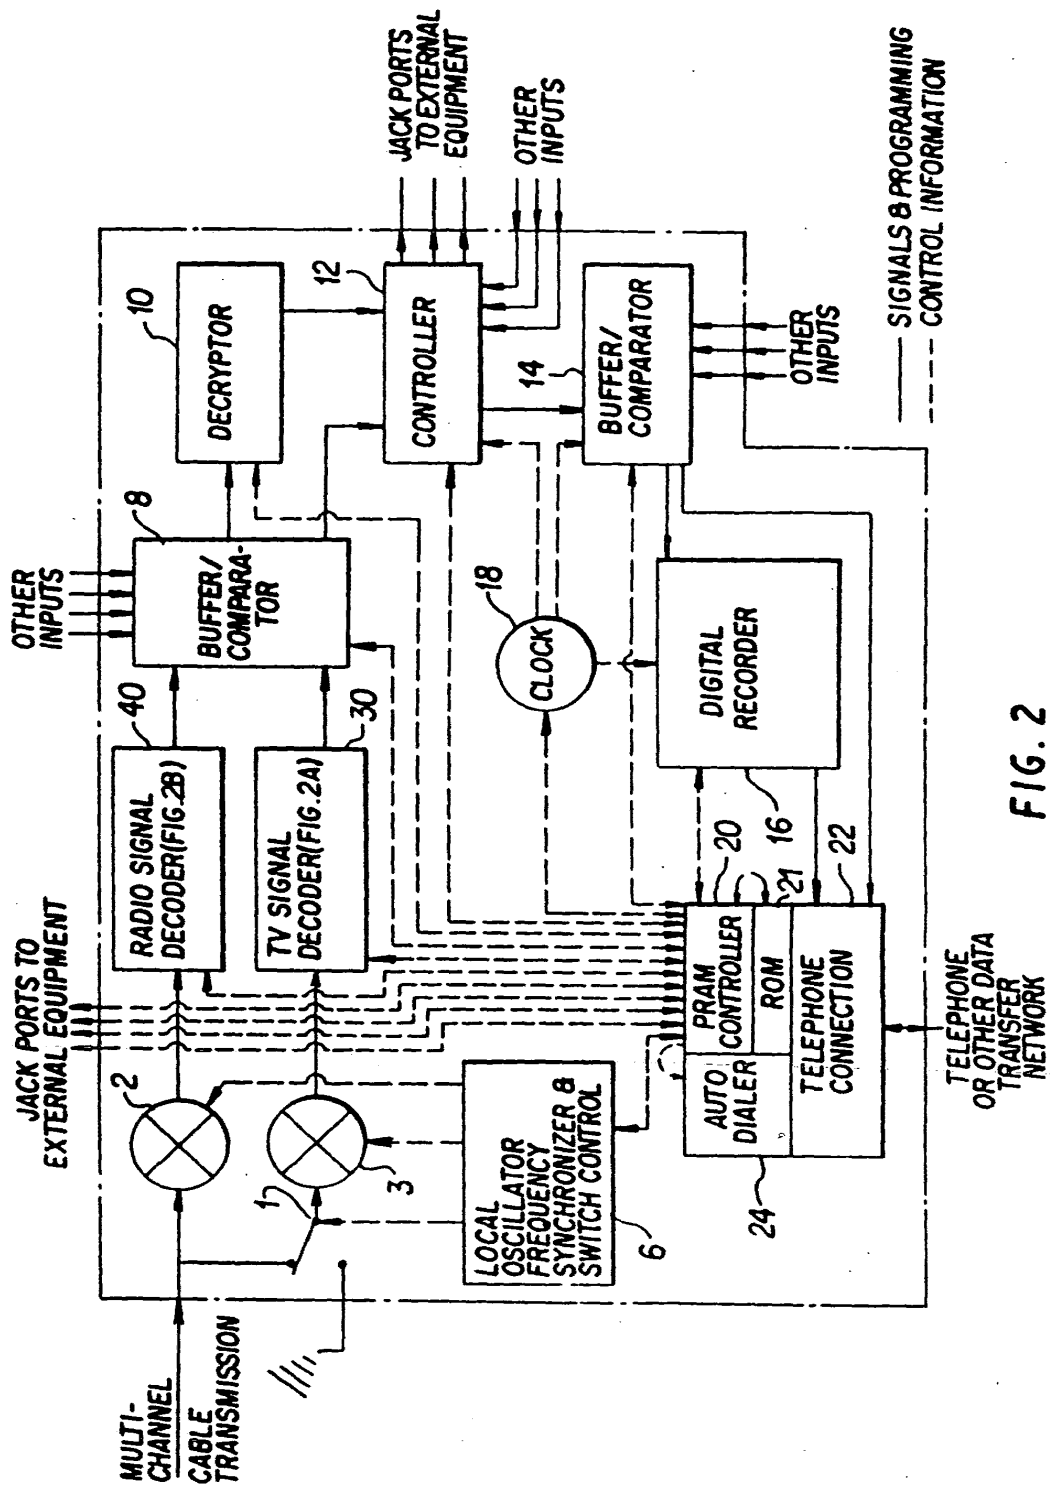 MULTI-
CHANNEL
CABLE
TRANSMISSION
JACK PORTS TO
EXTERNAL EQUIPMENT
OTHER
INPUTS
2
1
3
RADIO SIGNAL
DECODER(FIG.2B)
40
TV SIGNAL
DECODER(FIG.2A)
30
BUFFER/
COMPARA-
TOR
8
DECRYPTOR
10
CONTROLLER
12
JACK PORTS
TO EXTERNAL
EQUIPMENT
OTHER
INPUTS
LOCAL
OSCILLATOR
FREQUENCY
SYNCHRONIZER &
SWITCH CONTROL
6
CLOCK
18
BUFFER/
COMPARATOR
14
OTHER
INPUTS
DIGITAL
RECORDER
16
AUTO
DIALER
24
PRAM
CONTROLLER
20
ROM
21
TELEPHONE
CONNECTION
22
TELEPHONE
OR OTHER DATA
TRANSFER
NETWORK
SIGNALS & PROGRAMMING
CONTROL INFORMATION
FIG. 2